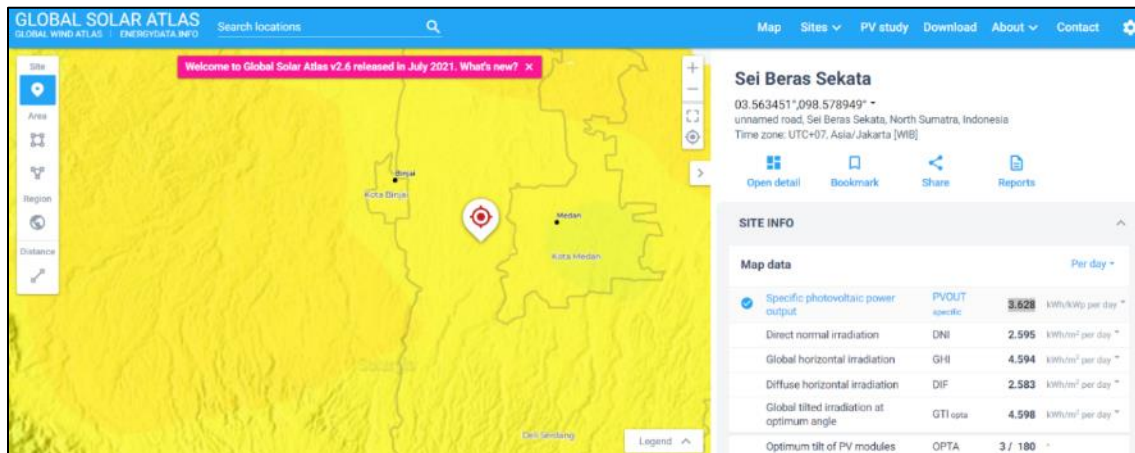 GLOBAL SOLAR ATLAS
GLOBAL WIND ATLAS | ENERGYDATA.INFO
Search locations
Map Sites PV study Download About Contact
Site
Area
Region
Distance
Welcome to Global Solar Atlas v2.6 released in July 2021. What's new? ×
Binjai
Kota Binjai
Medan
Kota Medan
Deli Serdang
Legend
Sei Beras Sekata
03.563451°,098.578949°
unnamed road, Sei Beras Sekata, North Sumatra, Indonesia
Time zone: UTC+07, Asia/Jakarta [WIB]
Open detail Bookmark Share Reports
SITE INFO
Map data Per day
Specific photovoltaic power output PVOUT specific 3.628 kWh/kWp per day
Direct normal irradiation DNI 2.595 kWh/m² per day
Global horizontal irradiation GHI 4.594 kWh/m² per day
Diffuse horizontal irradiation DIF 2.583 kWh/m² per day
Global tilted irradiation at optimum angle GTI opta 4.598 kWh/m² per day
Optimum tilt of PV modules OPTA 3 / 180 °